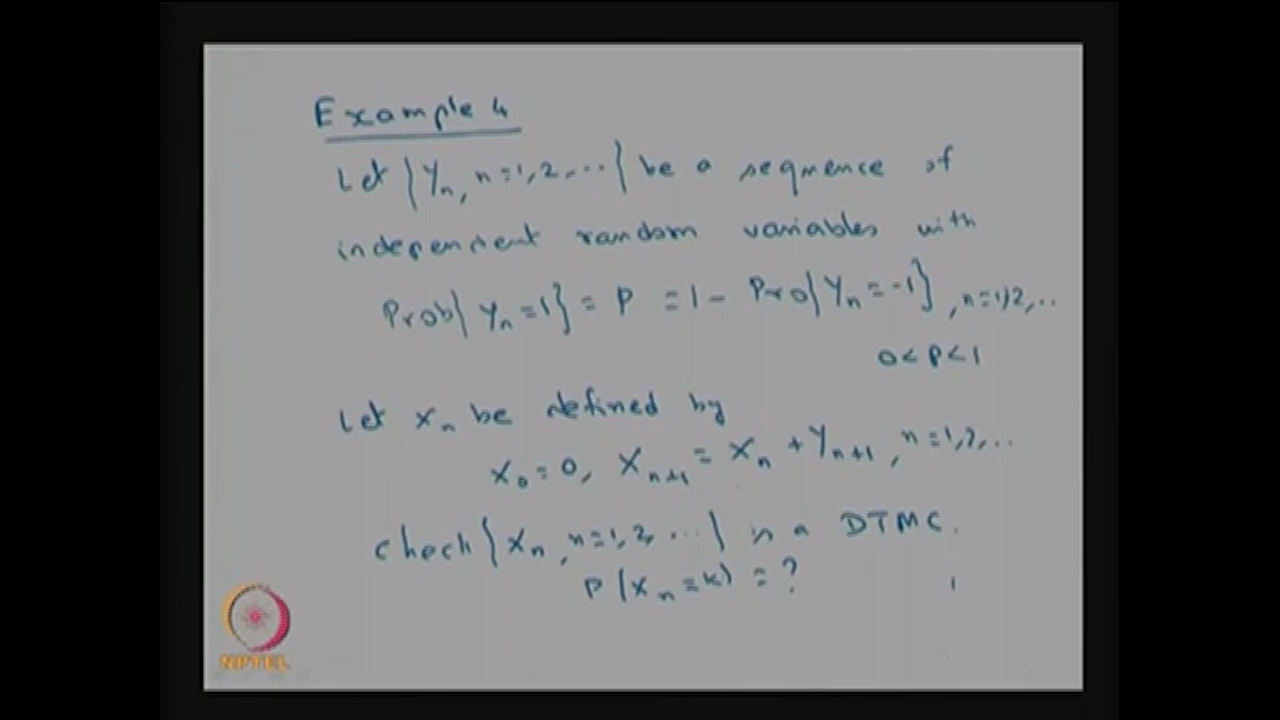 Example 4
Let {Yn, n=1,2,...} be a sequence of
independent random variables with
Prob{Yn=1} = P = 1 - Pro{Yn=-1}, n=1,2,..
0<P<1
Let Xn be defined by
X0=0, Xn+1 = Xn + Yn+1, n=1,2,...
Check {Xn, n=1,2,...} is a DTMC.
P(Xn=k) = ?
NPTEL